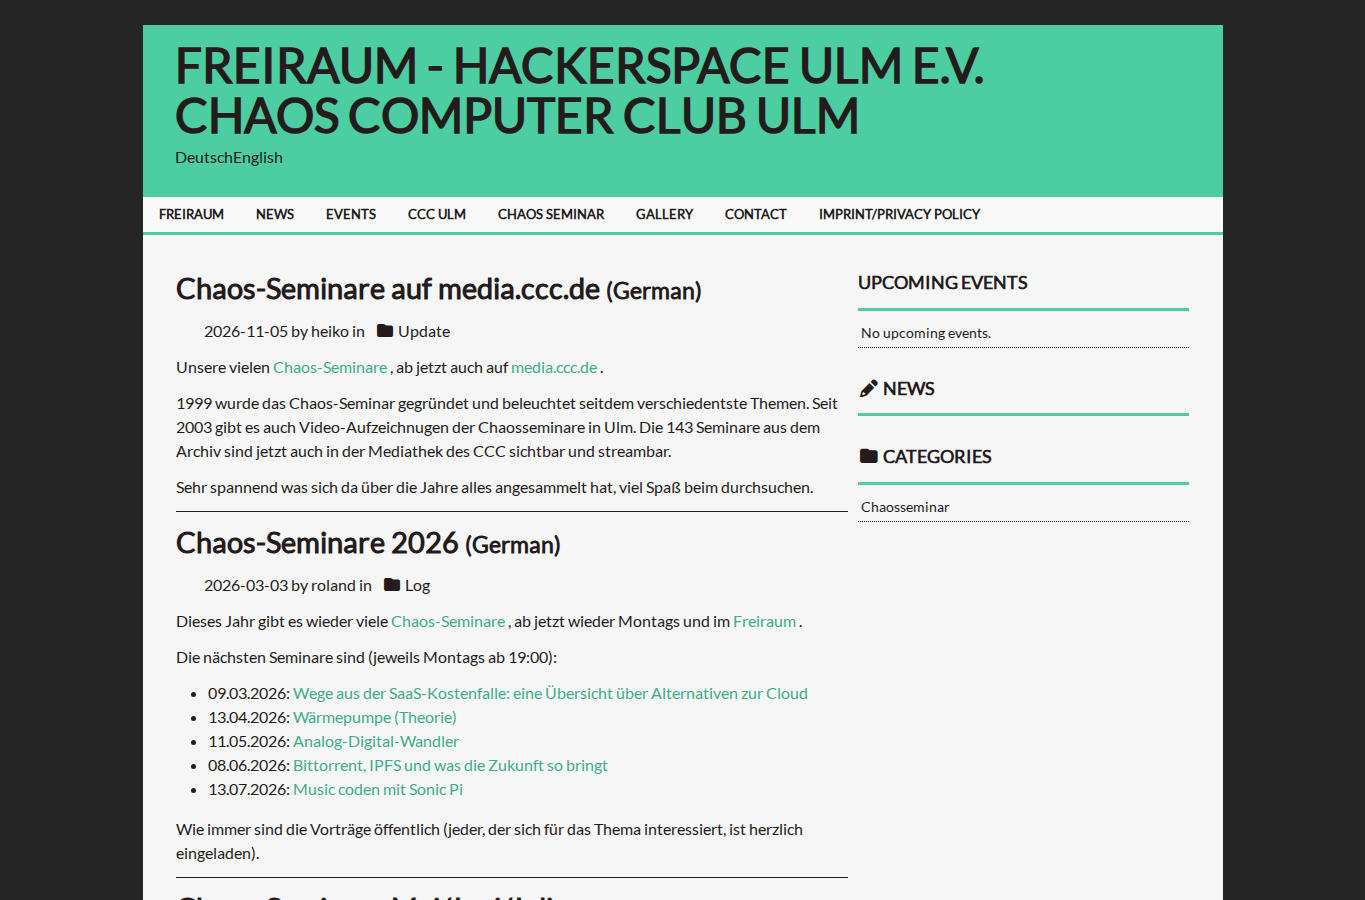 FREIRAUM - HACKERSPACE ULM E.V.
CHAOS COMPUTER CLUB ULM
DeutschEnglish
FREIRAUM NEWS EVENTS CCC ULM CHAOS SEMINAR GALLERY CONTACT IMPRINT/PRIVACY POLICY
Chaos-Seminare auf media.ccc.de (German)
2026-11-05 by heiko in Update
Unsere vielen Chaos-Seminare , ab jetzt auch auf media.ccc.de .
1999 wurde das Chaos-Seminar gegründet und beleuchtet seitdem verschiedentste Themen. Seit
2003 gibt es auch Video-Aufzeichnugen der Chaosseminare in Ulm. Die 143 Seminare aus dem
Archiv sind jetzt auch in der Mediathek des CCC sichtbar und streambar.
Sehr spannend was sich da über die Jahre alles angesammelt hat, viel Spaß beim durchsuchen.
Chaos-Seminare 2026 (German)
2026-03-03 by roland in Log
Dieses Jahr gibt es wieder viele Chaos-Seminare , ab jetzt wieder Montags und im Freiraum .
Die nächsten Seminare sind (jeweils Montags ab 19:00):
• 09.03.2026: Wege aus der SaaS-Kostenfalle: eine Übersicht über Alternativen zur Cloud
• 13.04.2026: Wärmepumpe (Theorie)
• 11.05.2026: Analog-Digital-Wandler
• 08.06.2026: Bittorrent, IPFS und was die Zukunft so bringt
• 13.07.2026: Music coden mit Sonic Pi
Wie immer sind die Vorträge öffentlich (jeder, der sich für das Thema interessiert, ist herzlich
eingeladen).
UPCOMING EVENTS
No upcoming events.
NEWS
CATEGORIES
Chaosseminar